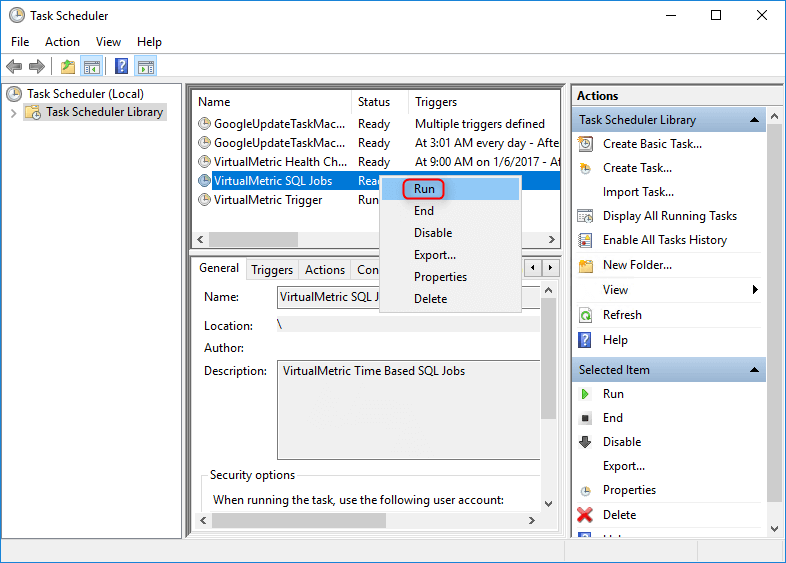 Task Scheduler
File Action View Help
Task Scheduler (Local)
Task Scheduler Library
Name Status Triggers
GoogleUpdateTaskMac... Ready Multiple triggers defined
GoogleUpdateTaskMac... Ready At 3:01 AM every day - Afte
VirtualMetric Health Ch... Ready At 9:00 AM on 1/6/2017 - Af
VirtualMetric SQL Jobs Rea
VirtualMetric Trigger Run
Run
End
Disable
Export...
Properties
Delete
General Triggers Actions Con
Name: VirtualMetric SQL J
Location: \
Author:
Description: VirtualMetric Time Based SQL Jobs
Security options
When running the task, use the following user account:
Actions
Task Scheduler Library
Create Basic Task...
Create Task...
Import Task...
Display All Running Tasks
Enable All Tasks History
New Folder...
View
Refresh
Help
Selected Item
Run
End
Disable
Export...
Properties
Delete